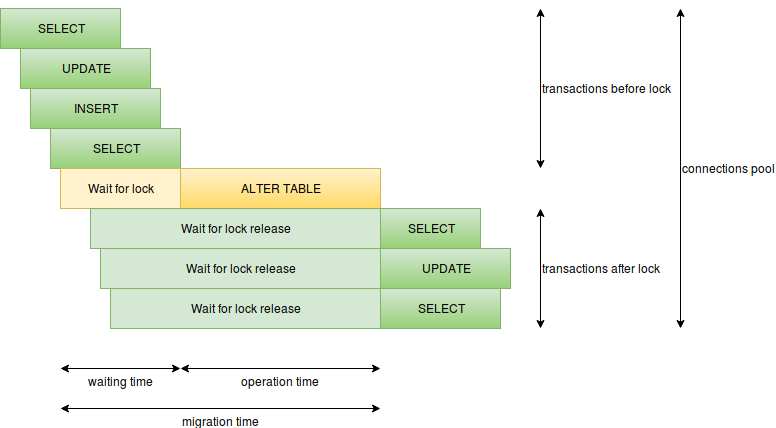 SELECT
UPDATE
transactions before lock
INSERT
SELECT
connections pool
Wait for lock
ALTER TABLE
Wait for lock release
SELECT
Wait for lock release
UPDATE
transactions after lock
Wait for lock release
SELECT
waiting time
operation time
migration time